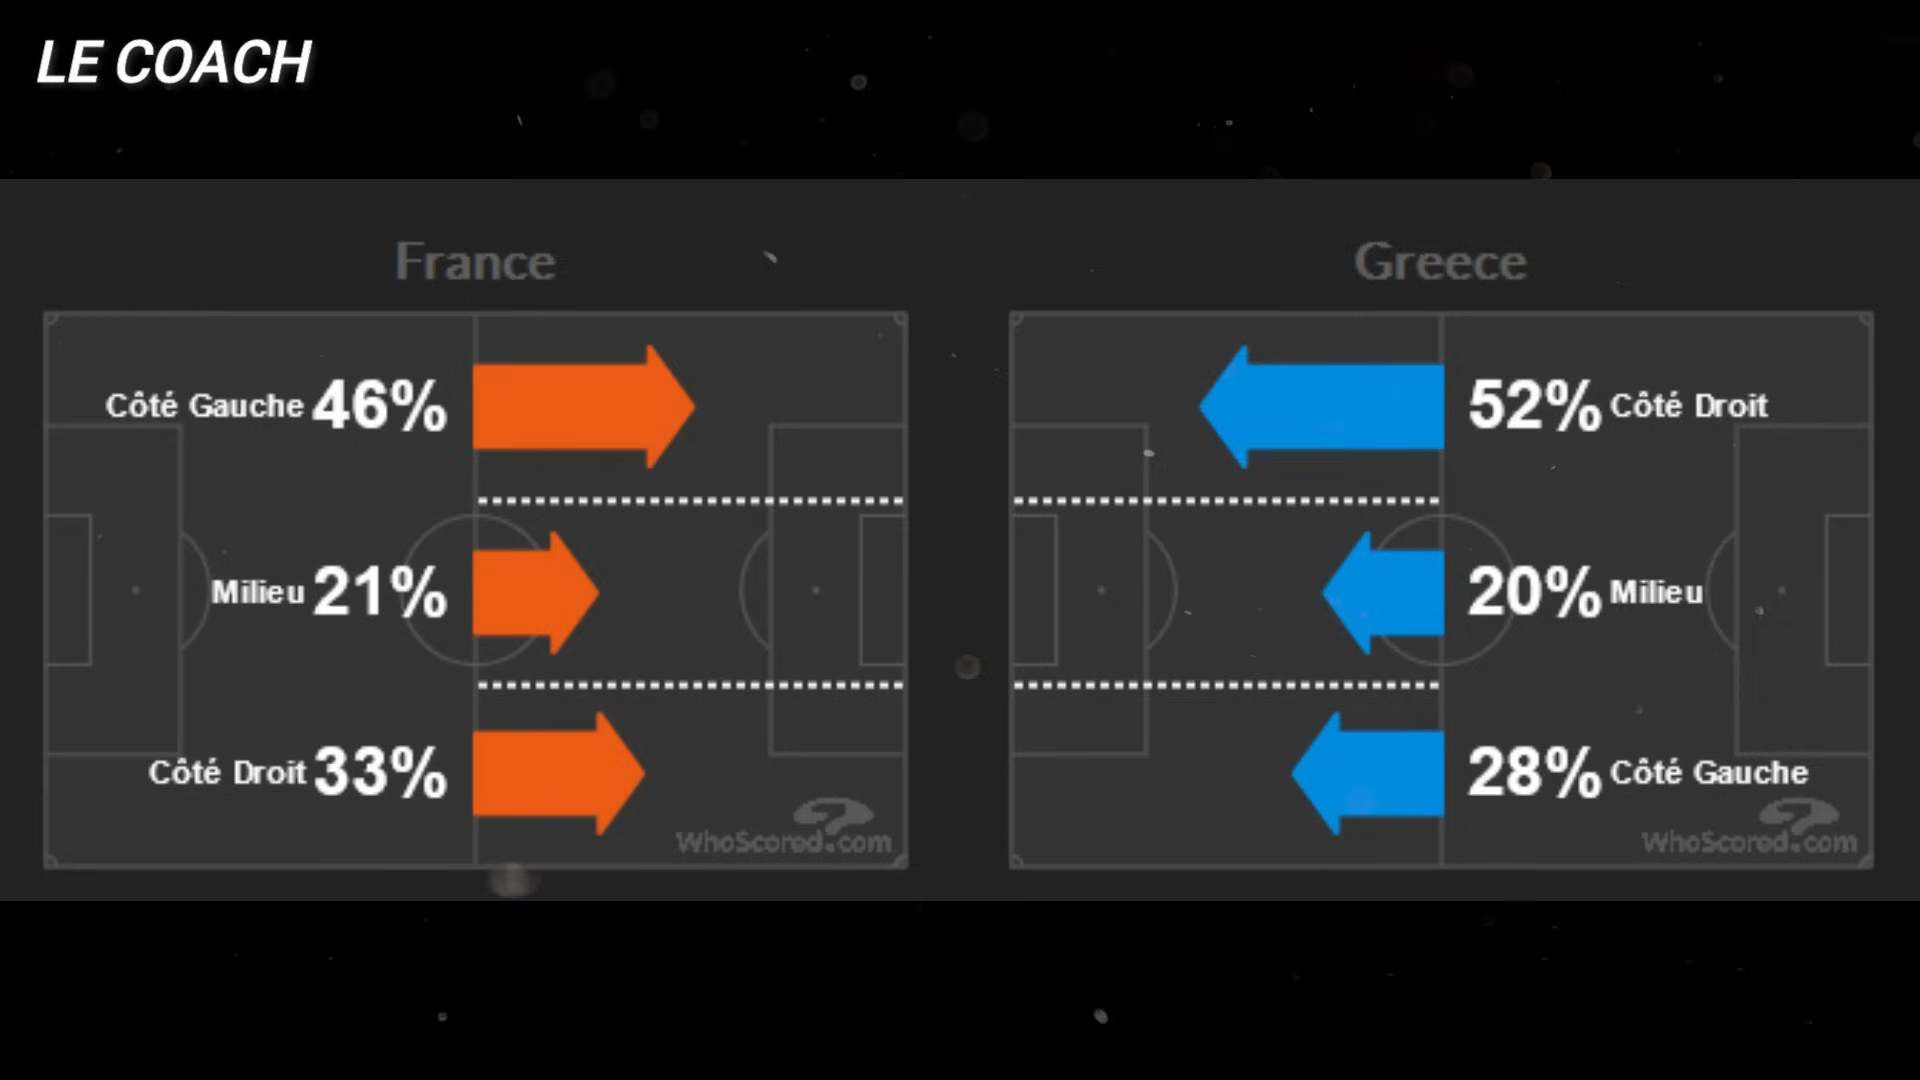 LE COACH
France
Côté Gauche 46%
Milieu 21%
Côté Droit 33%
WhoScored.com
Greece
52% Côté Droit
20% Milieu
28% Côté Gauche
WhoScored.com